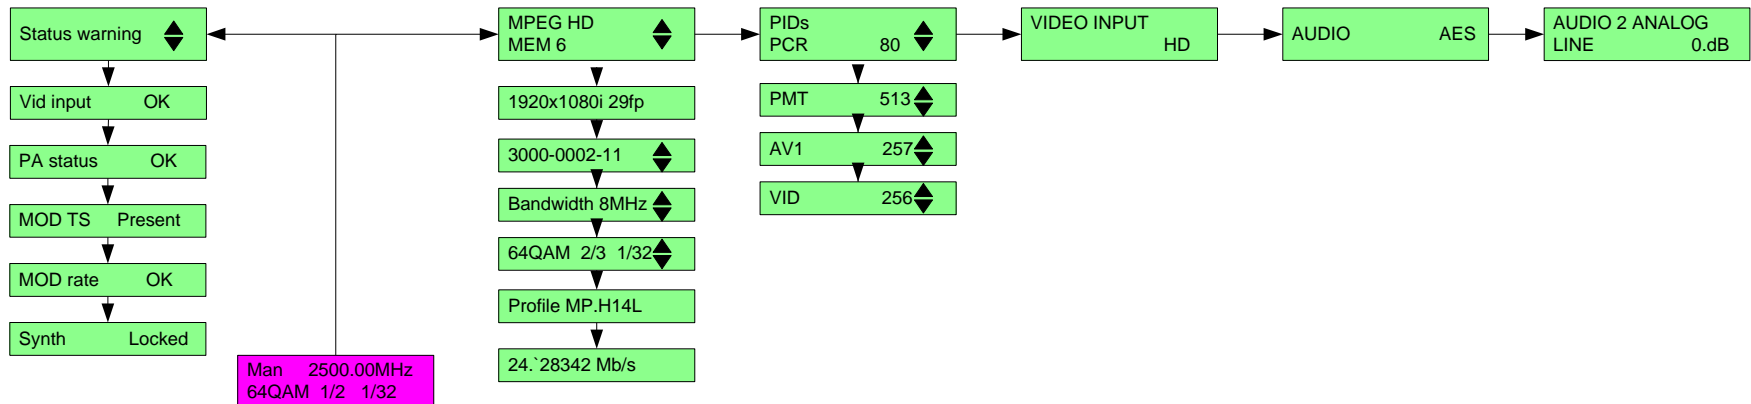 Status warning
Vid input OK
PA status OK
MOD TS Present
MOD rate OK
Synth Locked
Man 2500.00MHz
64QAM 1/2 1/32
MPEG HD
MEM 6
1920x1080i 29fp
3000-0002-11
Bandwidth 8MHz
64QAM 2/3 1/32
Profile MP.H14L
24.`28342 Mb/s
PIDs
PCR 80
PMT 513
AV1 257
VID 256
VIDEO INPUT
HD
AUDIO AES
AUDIO 2 ANALOG
LINE 0.dB